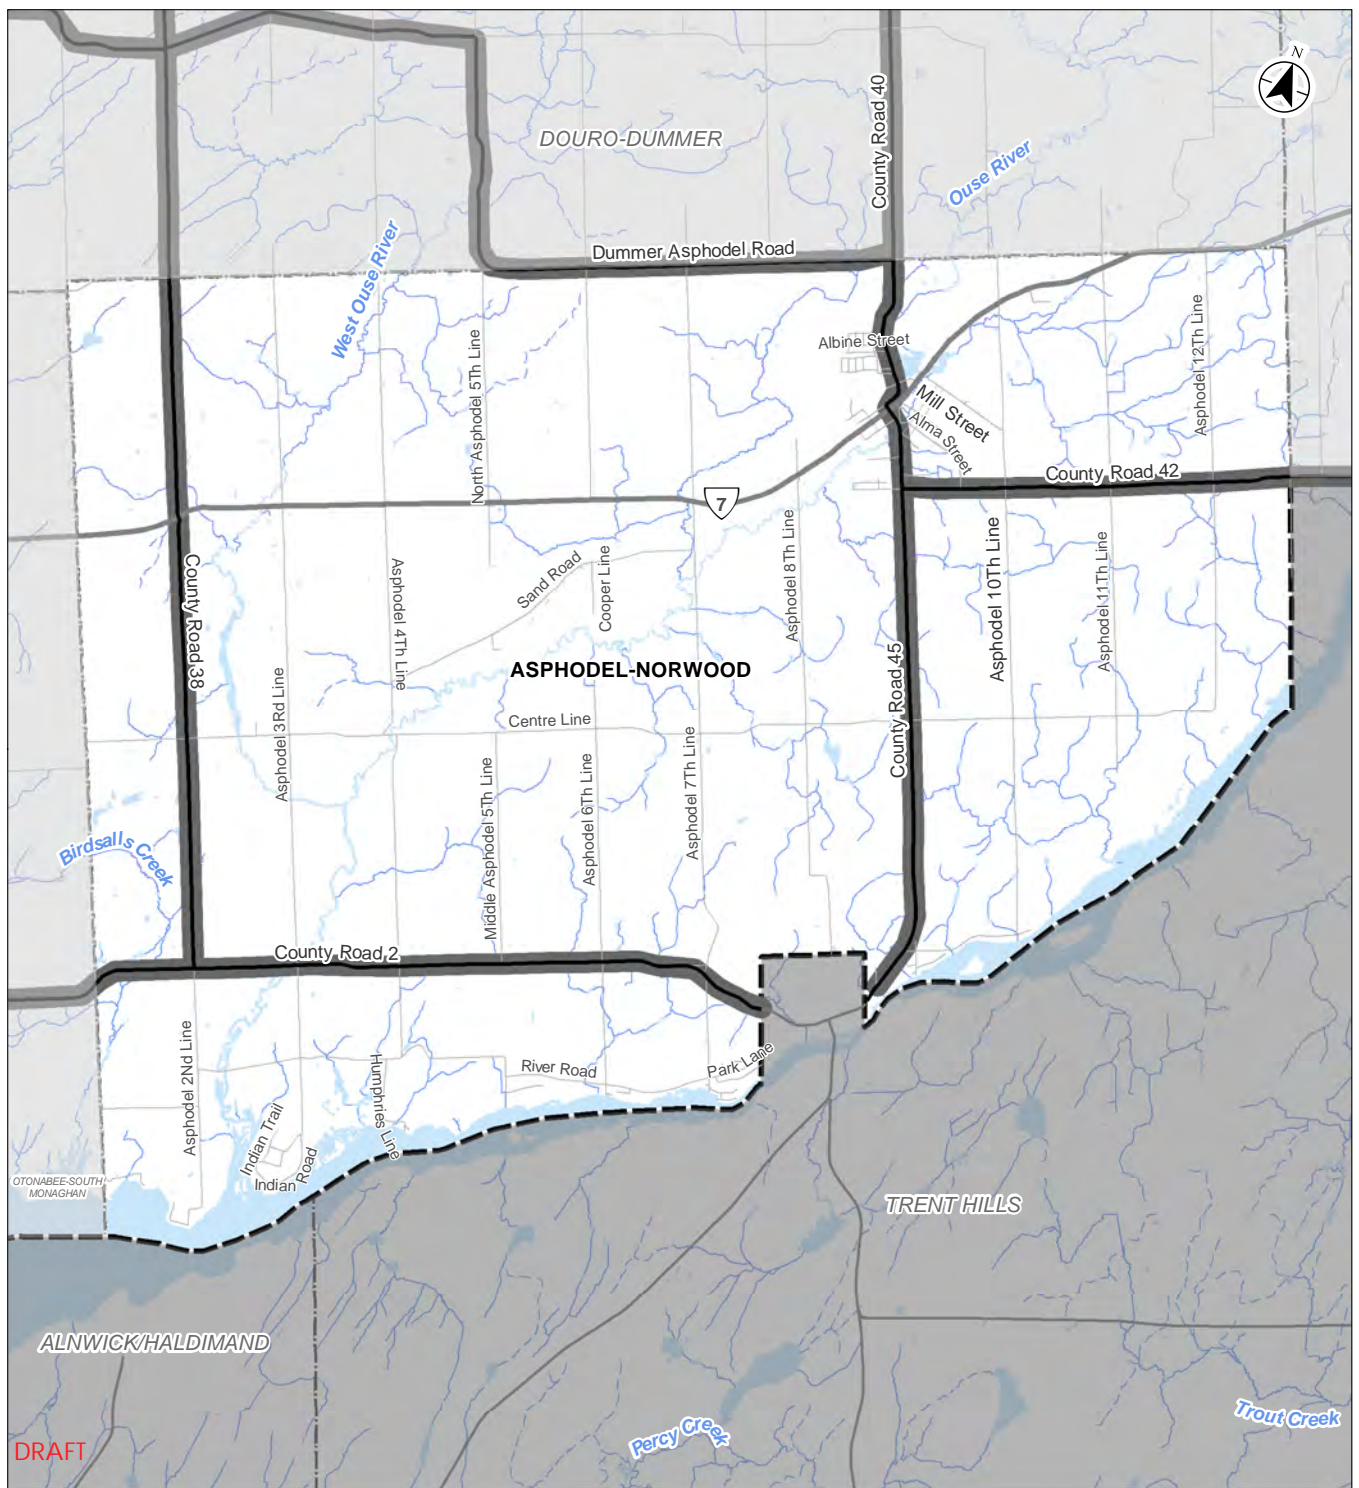 N
County Road 40
DOURO-DUMMER
Ouse River
West Ouse River
Dummer Asphodel Road
Albine Street
Asphodel 12Th Line
North Asphodel 5Th Line
Mill Street
Alma Street
County Road 42
7
County Road 38
Asphodel 4Th Line
Sand Road
Cooper Line
Asphodel 8Th Line
Asphodel 10Th Line
Asphodel 11Th Line
ASPHODEL-NORWOOD
County Road 45
Asphodel 3Rd Line
Centre Line
Middle Asphodel 5Th Line
Asphodel 6Th Line
Asphodel 7Th Line
Birdsalls Creek
County Road 2
Asphodel 2Nd Line
Humphries Line
River Road
Park Lane
Indian Trail
Indian Road
OTONABEE-SOUTH
MONAGHAN
TRENT HILLS
ALNWICK/HALDIMAND
Percy Creek
Trout Creek
DRAFT